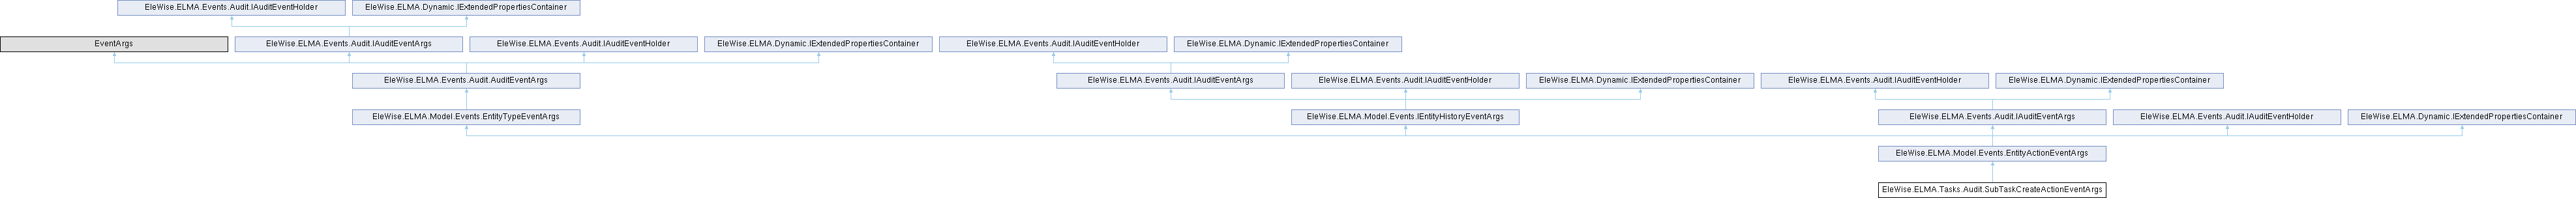 EleWise.ELMA.Events.Audit.IAuditEventHolder
EleWise.ELMA.Dynamic.IExtendedPropertiesContainer
EventArgs
EleWise.ELMA.Events.Audit.IAuditEventArgs
EleWise.ELMA.Events.Audit.IAuditEventHolder
EleWise.ELMA.Dynamic.IExtendedPropertiesContainer
EleWise.ELMA.Events.Audit.IAuditEventHolder
EleWise.ELMA.Dynamic.IExtendedPropertiesContainer
EleWise.ELMA.Events.Audit.AuditEventArgs
EleWise.ELMA.Events.Audit.IAuditEventArgs
EleWise.ELMA.Events.Audit.IAuditEventHolder
EleWise.ELMA.Dynamic.IExtendedPropertiesContainer
EleWise.ELMA.Events.Audit.IAuditEventHolder
EleWise.ELMA.Dynamic.IExtendedPropertiesContainer
EleWise.ELMA.Model.Events.EntityTypeEventArgs
EleWise.ELMA.Model.Events.IEntityHistoryEventArgs
EleWise.ELMA.Events.Audit.IAuditEventArgs
EleWise.ELMA.Events.Audit.IAuditEventHolder
EleWise.ELMA.Dynamic.IExtendedPropertiesContainer
EleWise.ELMA.Model.Events.EntityActionEventArgs
EleWise.ELMA.Tasks.Audit.SubTaskCreateActionEventArgs